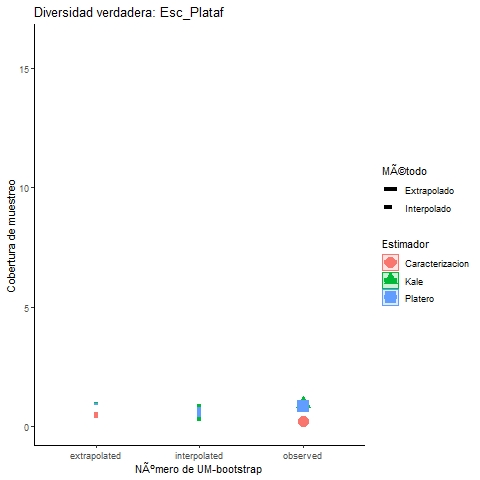 Diversidad verdadera: Esc_Plataf
15
10
5
0
Cobertura de muestreo
extrapolated
interpolated
observed
NÃºmero de UM-bootstrap
MÃ©todo
Extrapolado
Interpolado
Estimador
Caracterizacion
Kale
Platero